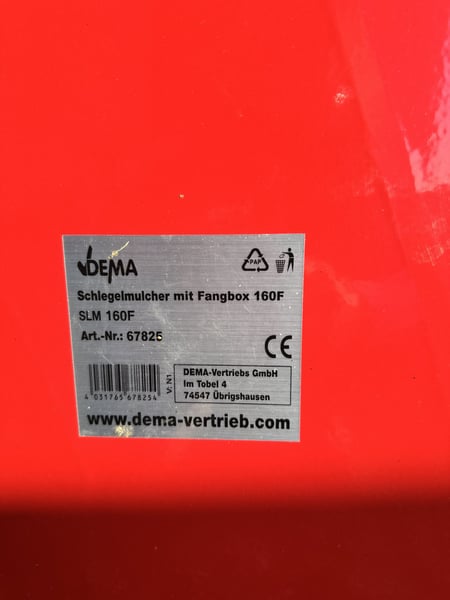 DEMA
PAP
Schlegelmulcher mit Fangbox 160F
SLM 160F
Art.-Nr.: 67825
CE
4 031765 678254
V: N1
DEMA-Vertriebs GmbH
Im Tobel 4
74547 Übrigshausen
www.dema-vertrieb.com